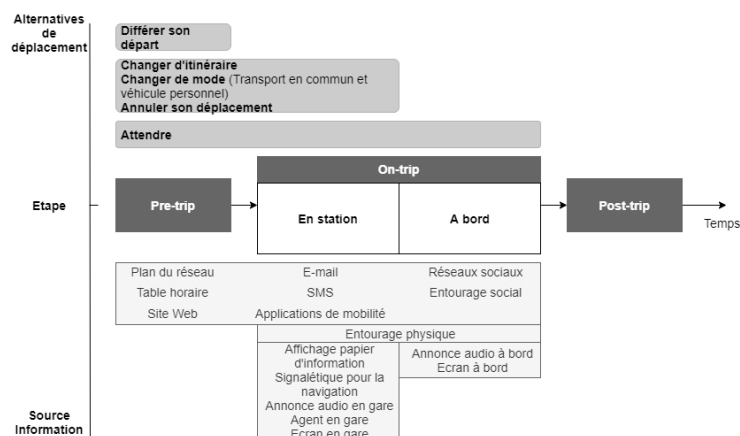 Alternatives
de
déplacement
Différer son
départ
Changer d'itinéraire
Changer de mode (Transport en commun et
véhicule personnel)
Annuler son déplacement
Attendre
On-trip
Etape
Pre-trip
En station
A bord
Post-trip
Temps
Plan du réseau
E-mail
Réseaux sociaux
Table horaire
SMS
Entourage social
Site Web
Applications de mobilité
Entourage physique
Affichage papier
d'information
Signalétique pour la
navigation
Annonce audio en gare
Agent en gare
Ecran en gare
Annonce audio à bord
Ecran à bord
Source
Information